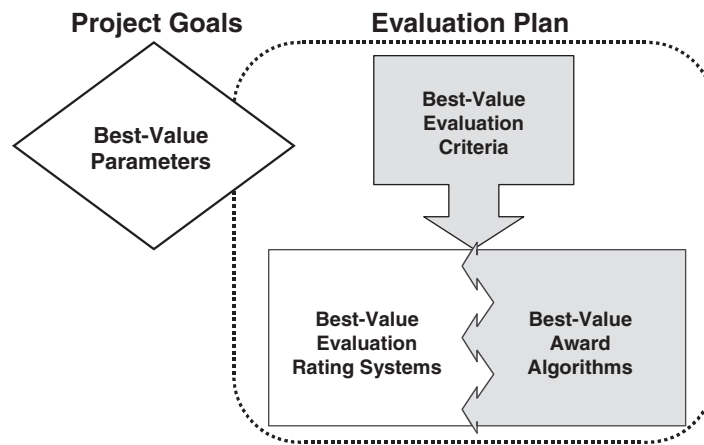 Project Goals
Evaluation Plan
Best-Value
Parameters
Best-Value
Evaluation
Criteria
Best-Value
Evaluation
Rating Systems
Best-Value
Award
Algorithms